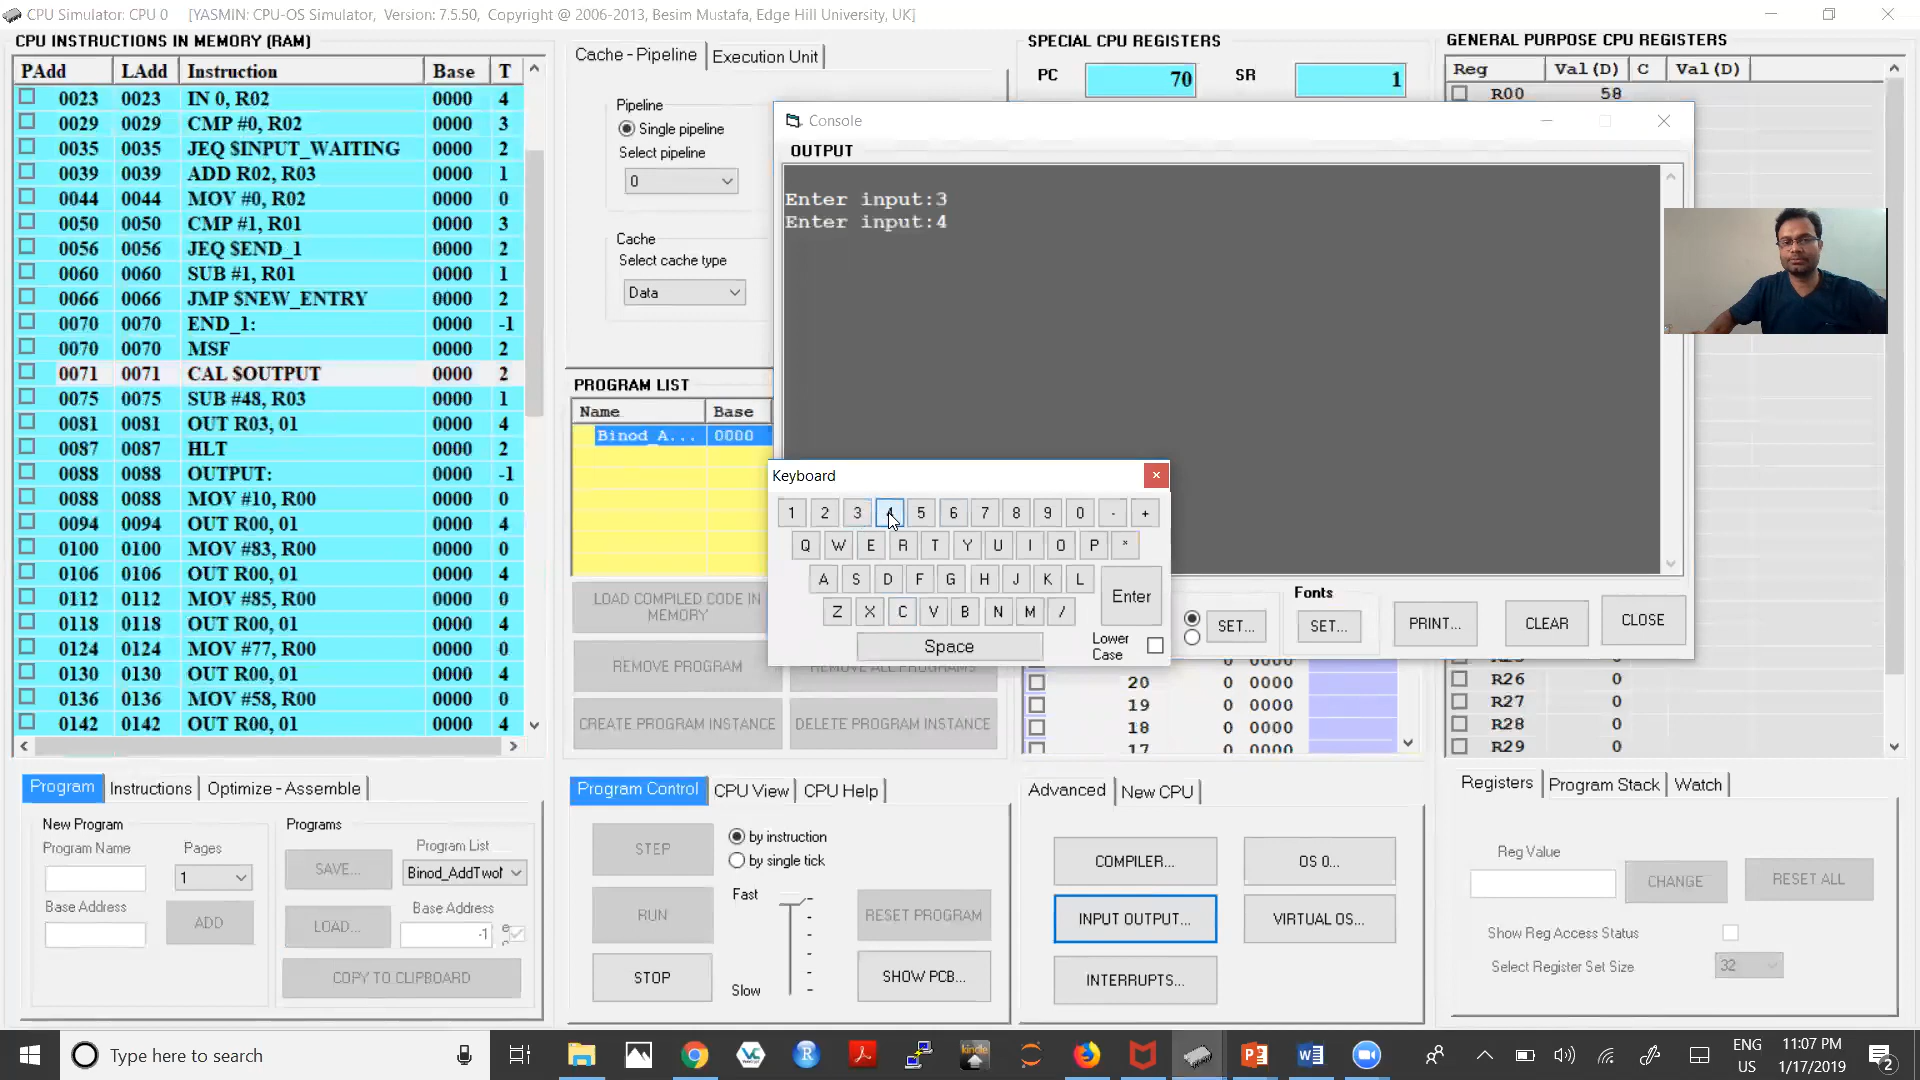 CPU Simulator: CPU 0 [YASMIN: CPU-OS Simulator, Version: 7.5.50, Copyright @ 2006-2013, Besim Mustafa, Edge Hill University, UK]
CPU INSTRUCTIONS IN MEMORY (RAM)
PAdd LAdd Instruction Base T
0023 0023 IN 0, R02 0000 4
0029 0029 CMP #0, R02 0000 3
0035 0035 JEQ $INPUT_WAITING 0000 2
0039 0039 ADD R02, R03 0000 1
0044 0044 MOV #0, R02 0000 0
0050 0050 CMP #1, R01 0000 3
0056 0056 JEQ $END_1 0000 2
0060 0060 SUB #1, R01 0000 1
0066 0066 JMP $NEW_ENTRY 0000 2
0070 0070 END_1: 0000 -1
0070 0070 MSF 0000 2
0071 0071 CAL $OUTPUT 0000 2
0075 0075 SUB #48, R03 0000 1
0081 0081 OUT R03, 01 0000 4
0087 0087 HLT 0000 2
0088 0088 OUTPUT: 0000 -1
0088 0088 MOV #10, R00 0000 0
0094 0094 OUT R00, 01 0000 4
0100 0100 MOV #83, R00 0000 0
0106 0106 OUT R00, 01 0000 4
0112 0112 MOV #85, R00 0000 0
0118 0118 OUT R00, 01 0000 4
0124 0124 MOV #77, R00 0000 0
0130 0130 OUT R00, 01 0000 4
0136 0136 MOV #58, R00 0000 0
0142 0142 OUT R00, 01 0000 4
Program Instructions Optimize - Assemble
New Program
Program Name
Pages
1
Base Address
ADD
Programs
Program List
SAVE...
Binod_AddTwoN
Base Address
LOAD...
-1
COPY TO CLIPBOARD
Cache - Pipeline Execution Unit
Pipeline
Single pipeline
Select pipeline
0
Cache
Select cache type
Data
PROGRAM LIST
Name Base
Binod_A... 0000
LOAD COMPILED CODE IN
MEMORY
REMOVE PROGRAM REMOVE ALL PROGRAMS
CREATE PROGRAM INSTANCE DELETE PROGRAM INSTANCE
Program Control CPU View CPU Help
STEP
by instruction
by single tick
Fast
RUN
RESET PROGRAM
STOP
SHOW PCB...
Slow
SPECIAL CPU REGISTERS
PC 70 SR 1
Console
OUTPUT
Enter input:3
Enter input:4
Fonts
SET... SET... PRINT... CLEAR CLOSE
Keyboard
1 2 3 4 5 6 7 8 9 0 - +
Q W E R T Y U I O P *
A S D F G H J K L
Enter
Z X C V B N M /
Space
Lower
Case
20 0 0000
19 0 0000
18 0 0000
17 0 0000
Advanced New CPU
COMPILER... OS 0...
INPUT OUTPUT... VIRTUAL OS...
INTERRUPTS...
GENERAL PURPOSE CPU REGISTERS
Reg Val(D) C Val(D)
R00 58
R26 0
R27 0
R28 0
R29 0
Registers Program Stack Watch
Reg Value
CHANGE RESET ALL
Show Reg Access Status
Select Register Set Size 32
Type here to search
kindle
ENG
US
11:07 PM
1/17/2019
2